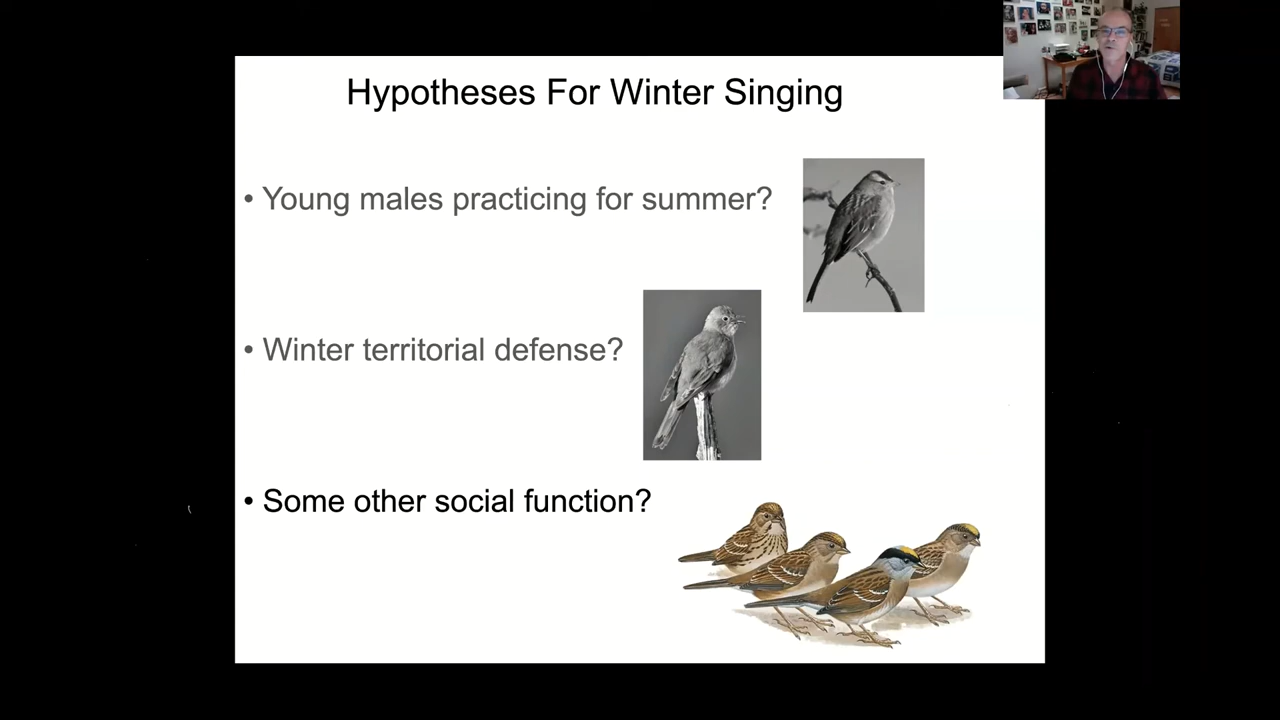 Hypotheses For Winter Singing
• Young males practicing for summer?
• Winter territorial defense?
• Some other social function?